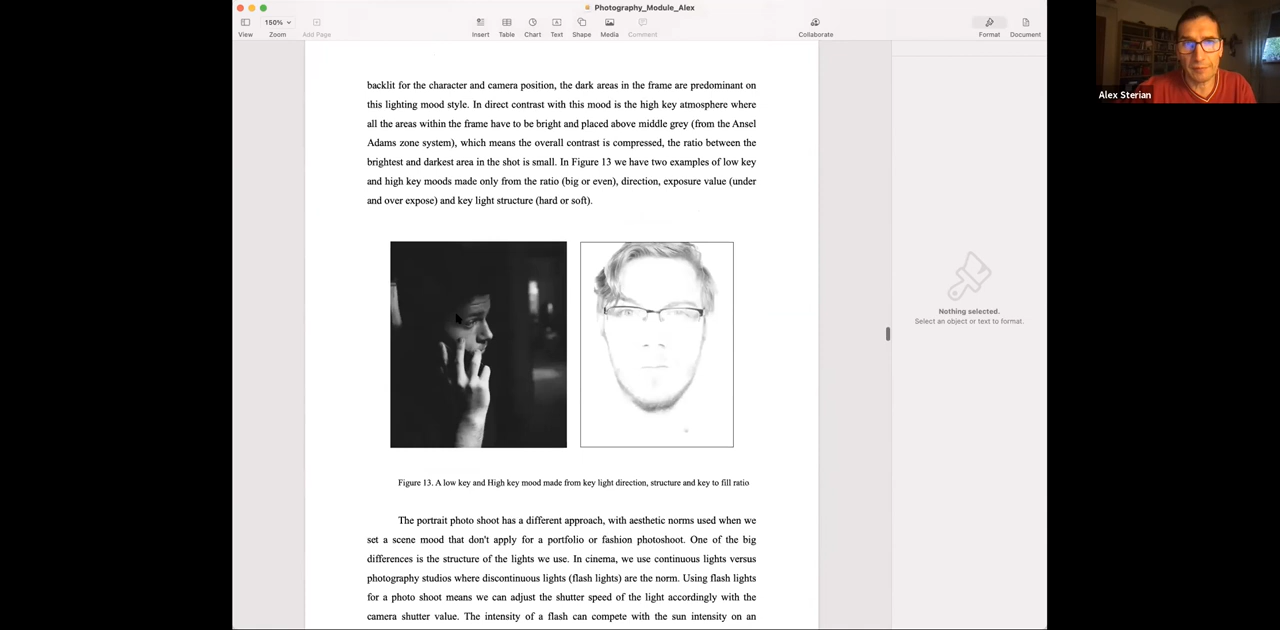 Photography_Module_Alex
150%
View
Zoom
Add Page
Insert
Table
Chart
Text
Shape
Media
Comment
Collaborate
Format
Document
Alex Sterian
backlit for the character and camera position, the dark areas in the frame are predominant on
this lighting mood style. In direct contrast with this mood is the high key atmosphere where
all the areas within the frame have to be bright and placed above middle grey (from the Ansel
Adams zone system), which means the overall contrast is compressed, the ratio between the
brightest and darkest area in the shot is small. In Figure 13 we have two examples of low key
and high key moods made only from the ratio (big or even), direction, exposure value (under
and over expose) and key light structure (hard or soft).
Nothing selected.
Select an object or text to format.
Figure 13. A low key and High key mood made from key light direction, structure and key to fill ratio
The portrait photo shoot has a different approach, with aesthetic norms used when we
set a scene mood that don't apply for a portfolio or fashion photoshoot. One of the big
differences is the structure of the lights we use. In cinema, we use continuous lights versus
photography studios where discontinuous lights (flash lights) are the norm. Using flash lights
for a photo shoot means we can adjust the shutter speed of the light accordingly with the
camera shutter value. The intensity of a flash can compete with the sun intensity on an